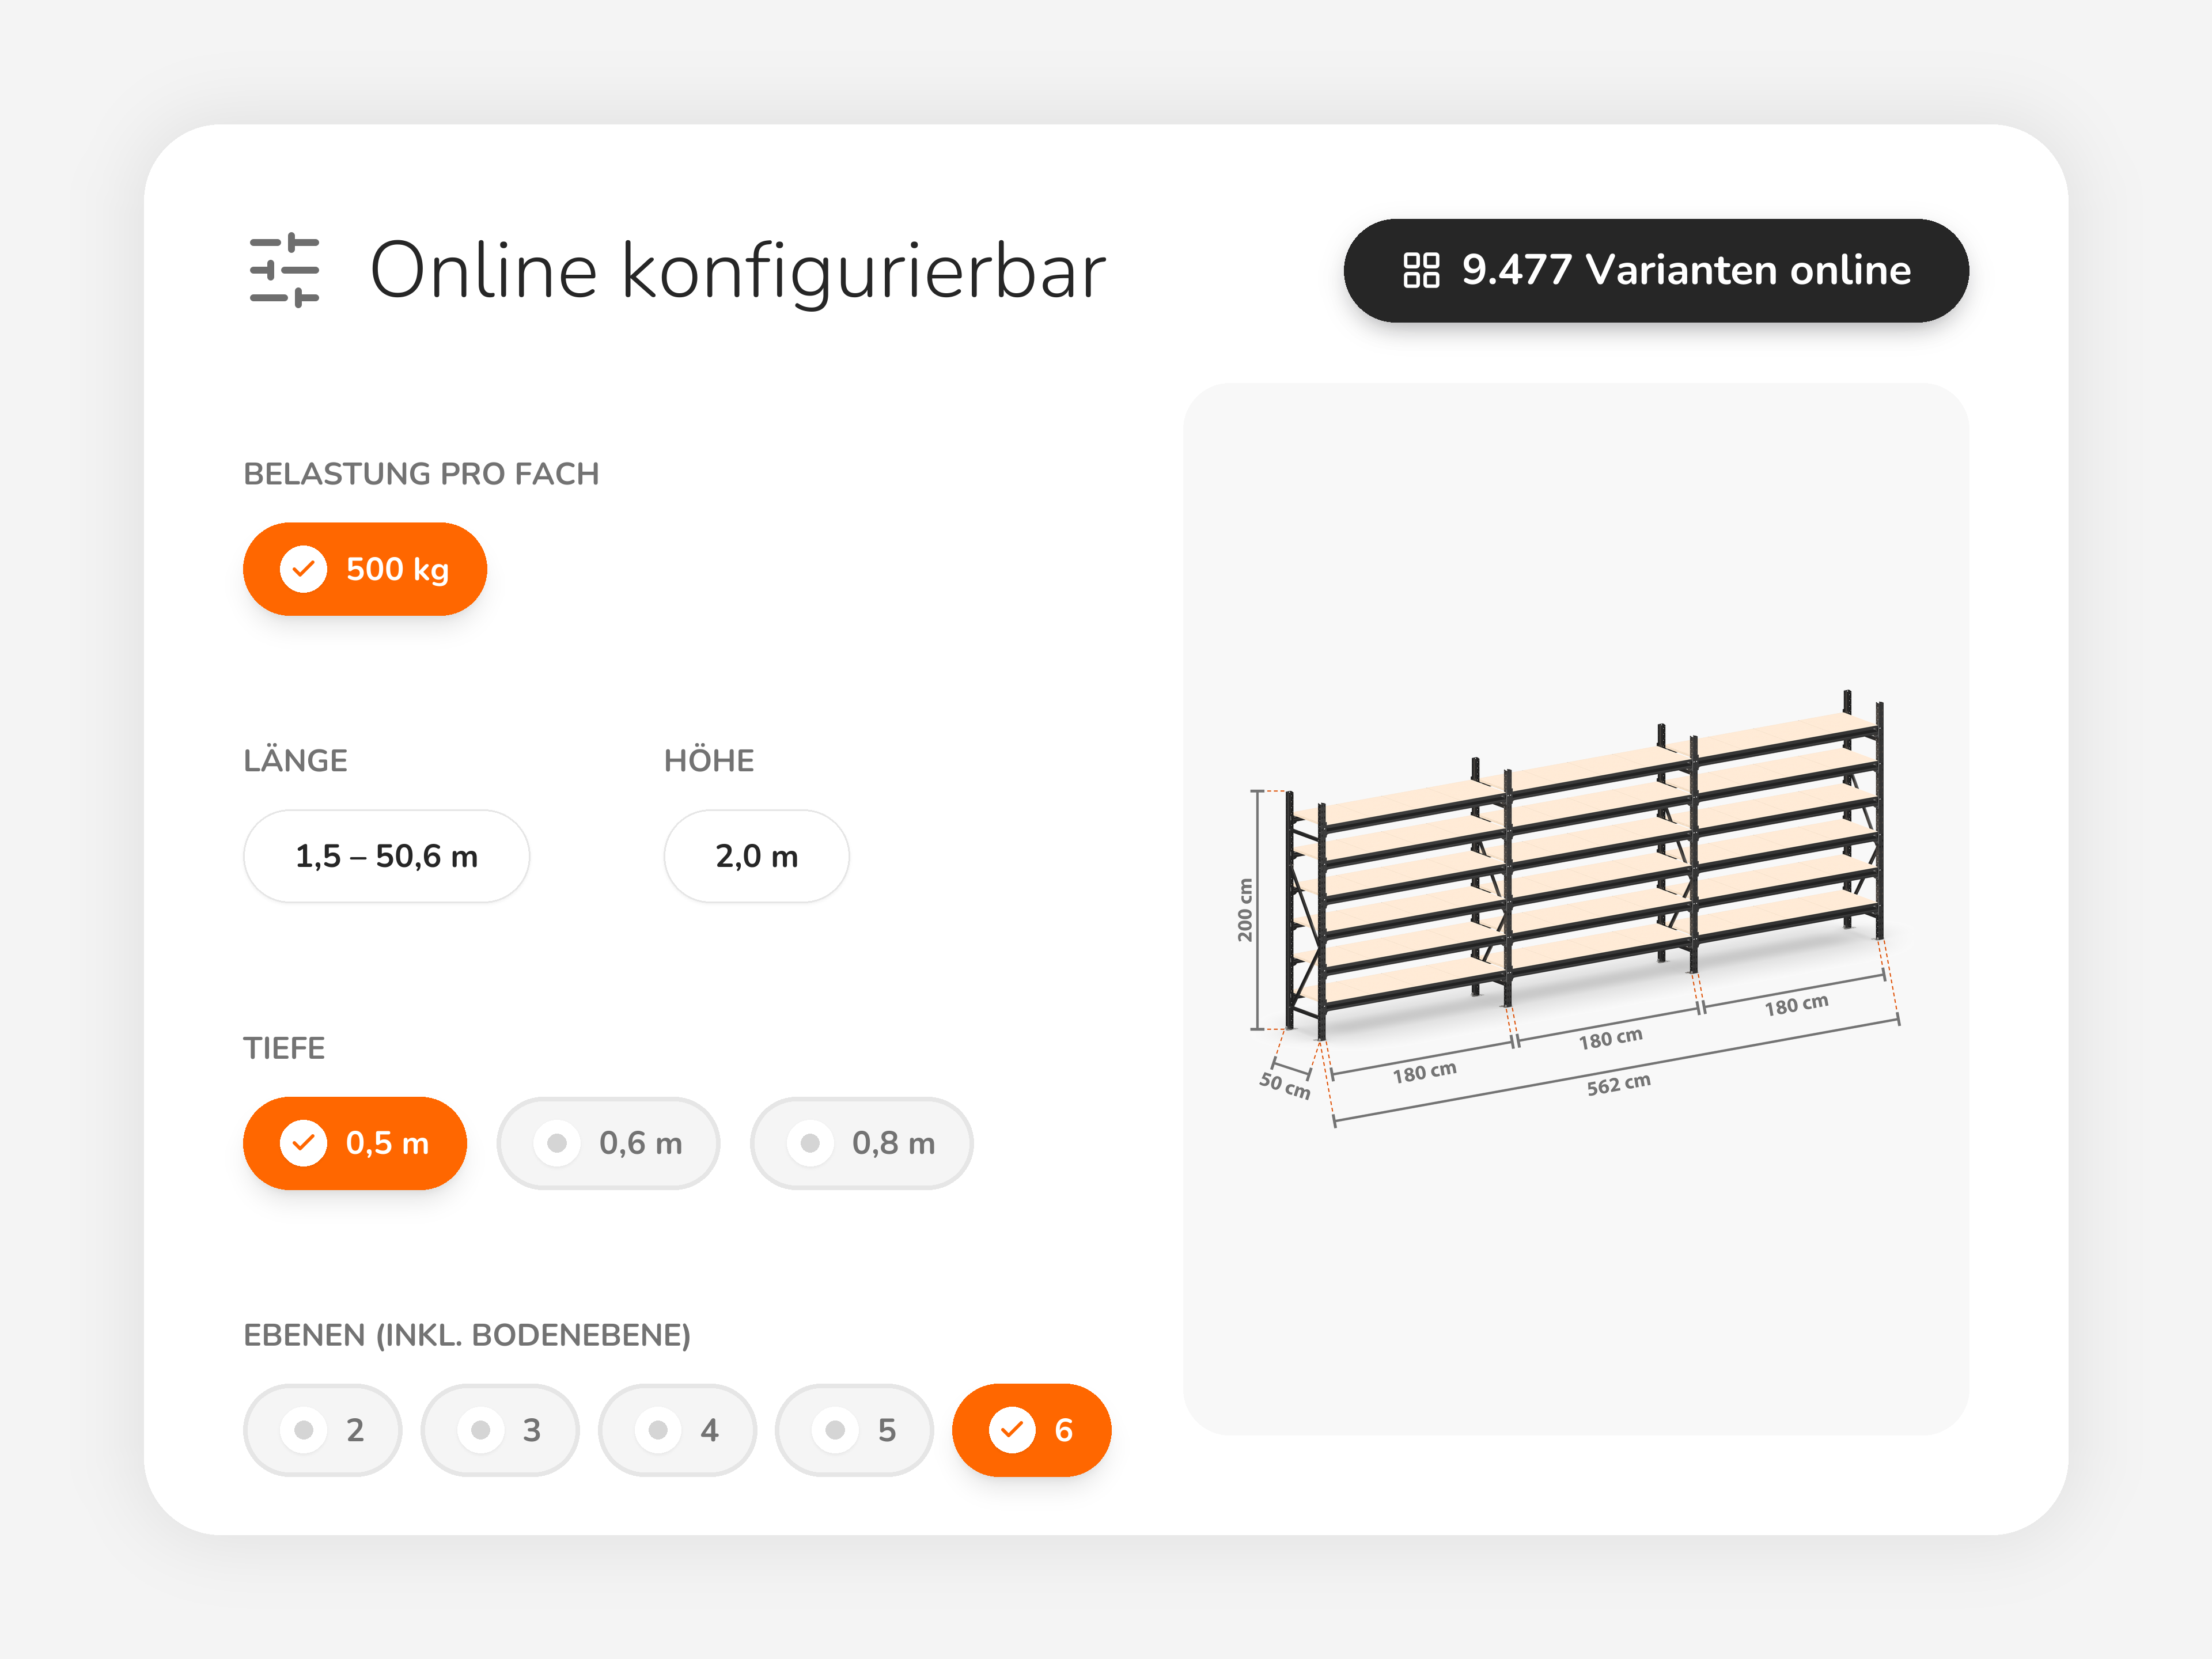 Online konfigurierbar
9.477 Varianten online
BELASTUNG PRO FACH
500 kg
LÄNGE
HÖHE
1,5 – 50,6 m
2,0 m
TIEFE
0,5 m
0,6 m
0,8 m
EBENEN (INKL. BODENEBENE)
2
3
4
5
6
200 cm
50 cm
180 cm
180 cm
180 cm
562 cm